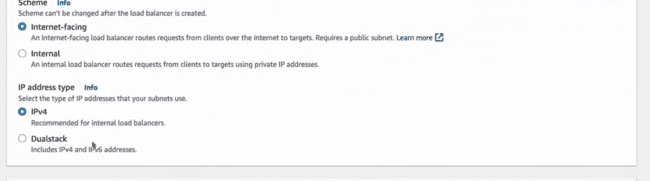 Scheme Info
Scheme can't be changed after the load balancer is created.
Internet-facing
An internet-facing load balancer routes requests from clients over the internet to targets. Requires a public subnet. Learn more
Internal
An internal load balancer routes requests from clients to targets using private IP addresses.
IP address type Info
Select the type of IP addresses that your subnets use.
IPv4
Recommended for internal load balancers.
Dualstack
Includes IPv4 and IPv6 addresses.